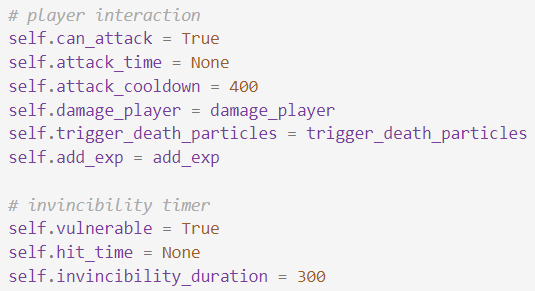 # player interaction
self.can_attack = True
self.attack_time = None
self.attack_cooldown = 400
self.damage_player = damage_player
self.trigger_death_particles = trigger_death_particles
self.add_exp = add_exp

# invincibility timer
self.vulnerable = True
self.hit_time = None
self.invincibility_duration = 300